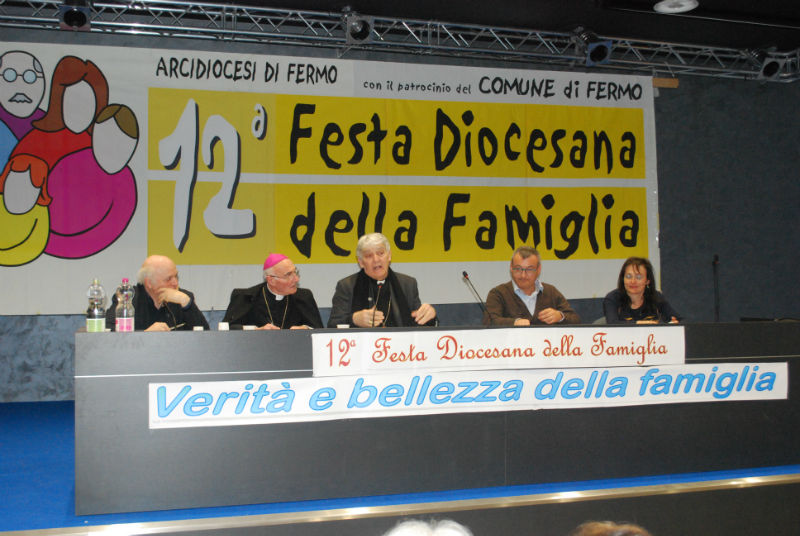 ARCIDIOCESI DI FERMO con il patrocinio del COMUNE di FERMO
12ª Festa Diocesana
della Famiglia
12ª Festa Diocesana della Famiglia
Verità e bellezza della famiglia